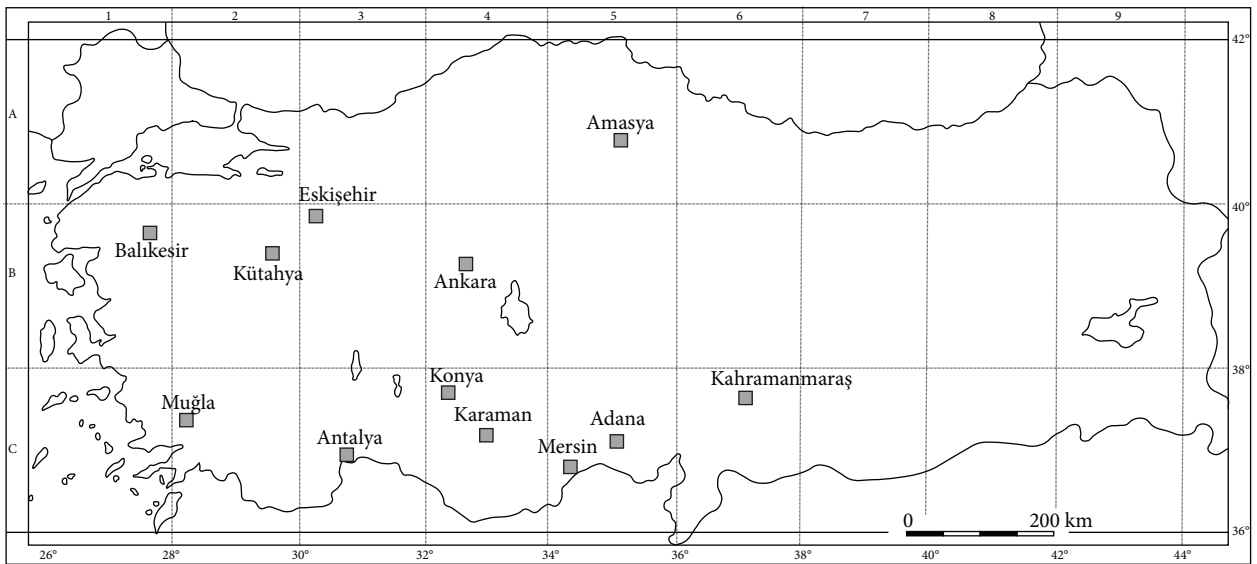 1 2 3 4 5 6 7 8 9
42°
A
Amasya
Eskişehir
40°
Balıkesir
Kütahya
B
Ankara
Konya
Kahramanmaraş
38°
Muğla
Karaman
Adana
Antalya
Mersin
C
0 200 km
36°
26° 28° 30° 32° 34° 36° 38° 40° 42° 44°